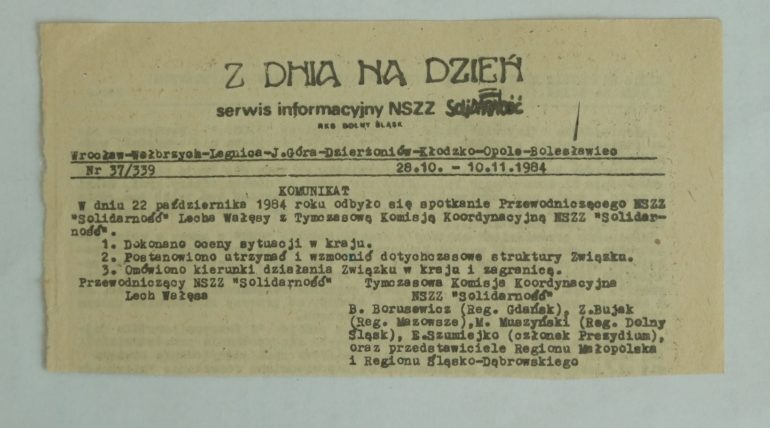 Z DNIA NA DZIEŃ
serwis informacyjny NSZZ Solidarność
RKS DOLNY ŚLĄSK
Wrocław-Wałbrzych-Legnica-J.Góra-Dzierżoniów-Kłodzko-Opole-Bolesławiec
Nr 37/339 28.10. - 10.11.1984
KOMUNIKAT
W dniu 22 października 1984 roku odbyło się spotkanie Przewodniczącego NSZZ
"Solidarność" Lecha Wałęsy z Tymczasową Komisją Koordynacyjną NSZZ "Solidar-
ność".
1. Dokonano oceny sytuacji w kraju.
2. Postanowiono utrzymać i wzmocnić dotychczasowe struktury Związku.
3. Omówiono kierunki działania Związku w kraju i zagranicą.
Przewodniczący NSZZ "Solidarność" Tymczasowa Komisja Koordynacyjna
Lech Wałęsa NSZZ "Solidarność"
B. Borusewicz (Reg. Gdańsk), Z.Bujak
(Reg. Mazowsze),M. Muszyński (Reg. Dolny
Śląsk), E.Szumiejko (członek Prezydium),
oraz przedstawiciele Regionu Małopolska
i Regionu Śląsko-Dąbrowskiego